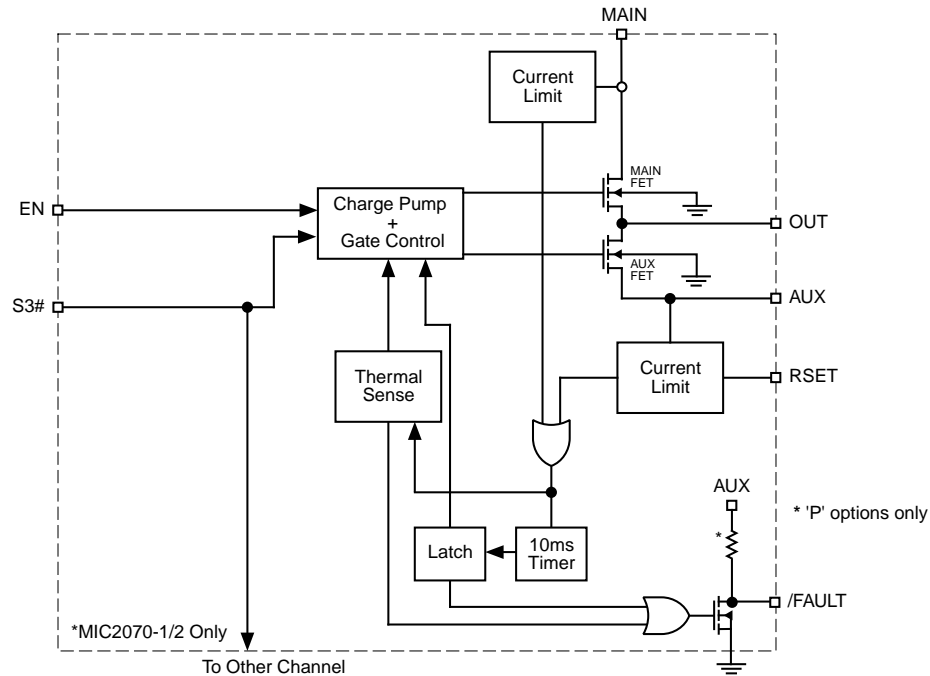 MAIN
Current
Limit
MAIN
FET
EN
Charge Pump
+
Gate Control
OUT
AUX
FET
S3#
AUX
Thermal
Sense
Current
Limit
RSET
AUX
* 'P' options only
*
Latch
10ms
Timer
/FAULT
*MIC2070-1/2 Only
To Other Channel